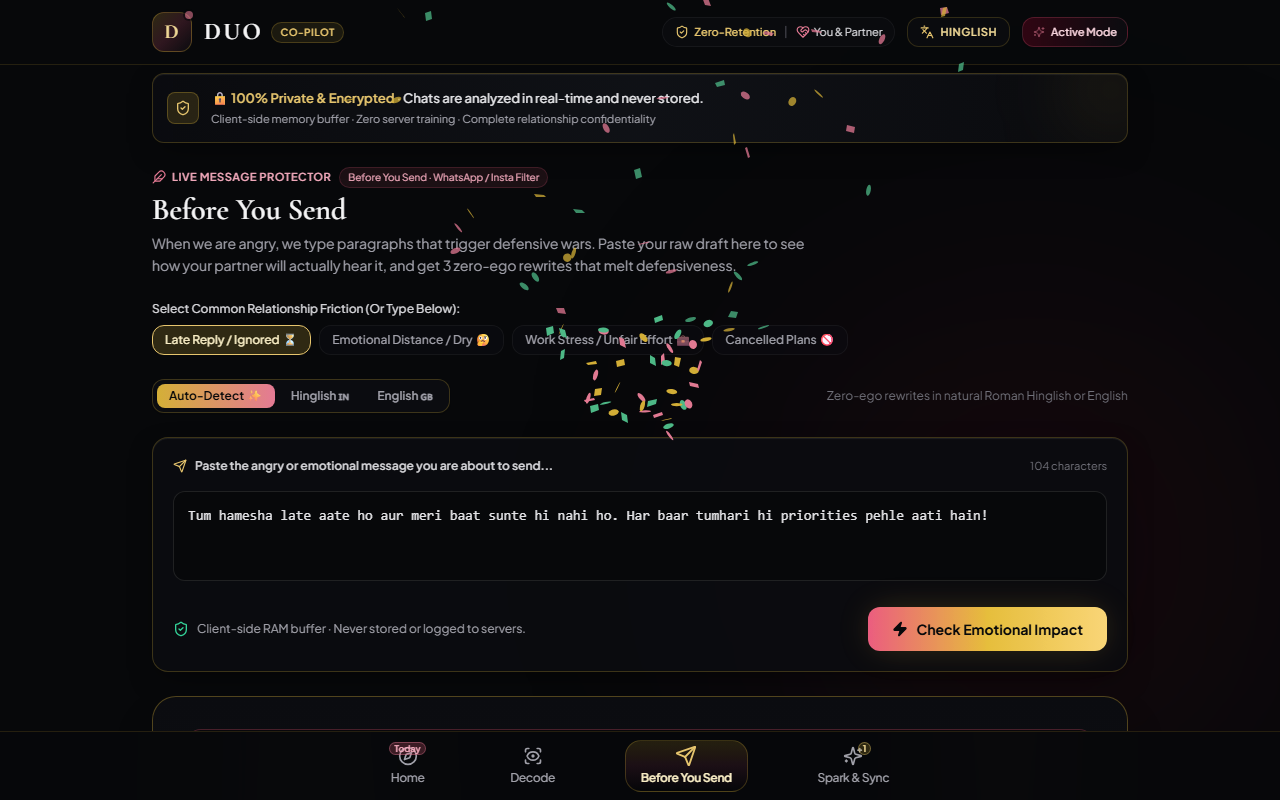 D DUO CO-PILOT
Zero-Retention | You & Partner
HINGLISH
Active Mode
🔒 100% Private & Encrypted · Chats are analyzed in real-time and never stored.
Client-side memory buffer · Zero server training · Complete relationship confidentiality
LIVE MESSAGE PROTECTOR
Before You Send · WhatsApp / Insta Filter
Before You Send
When we are angry, we type paragraphs that trigger defensive wars. Paste your raw draft here to see
how your partner will actually hear it, and get 3 zero-ego rewrites that melt defensiveness.
Select Common Relationship Friction (Or Type Below):
Late Reply / Ignored ⏳
Emotional Distance / Dry 🤔
Work Stress / Unfair Effort 💼
Cancelled Plans 🚫
Auto-Detect ✨
Hinglish IN
English GB
Zero-ego rewrites in natural Roman Hinglish or English
Paste the angry or emotional message you are about to send...
104 characters
Tum hamesha late aate ho aur meri baat sunte hi nahi ho. Har baar tumhari hi priorities pehle aati hain!
Client-side RAM buffer · Never stored or logged to servers.
Check Emotional Impact
Today
Home
Decode
Before You Send
+1
Spark & Sync